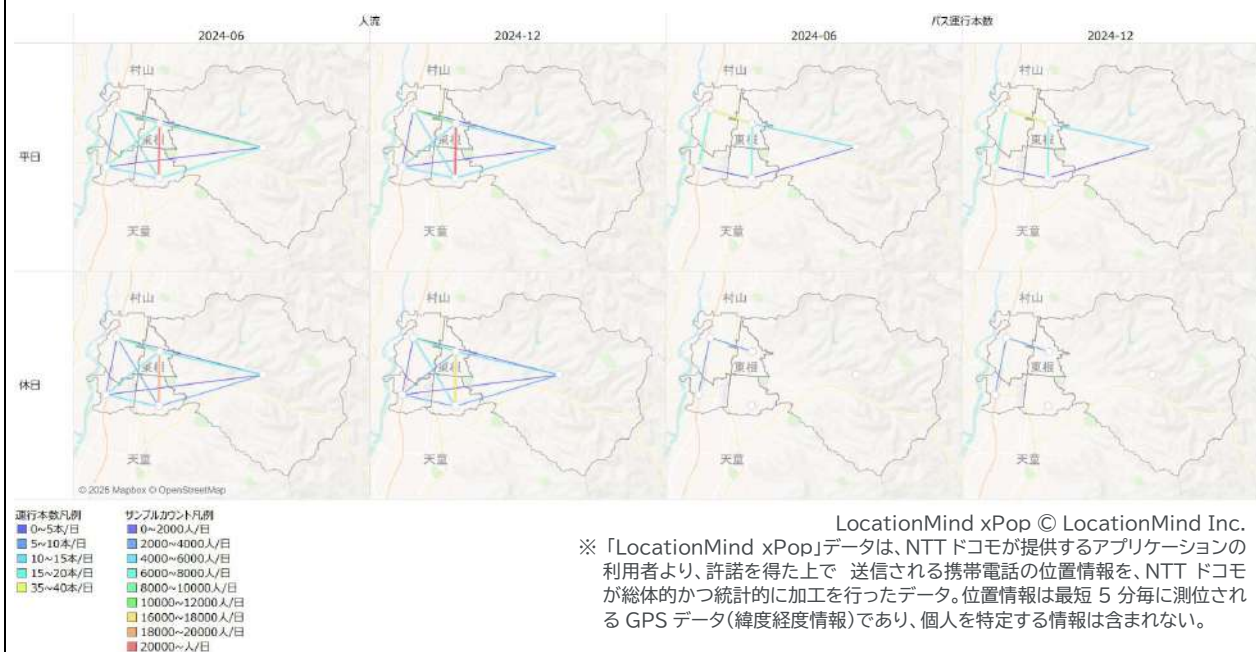 人流
バス運行本数
2024-06
2024-12
2024-06
2024-12
平日
村山
東根
天童
村山
東根
天童
村山
東根
天童
村山
東根
天童
休日
村山
東根
天童
村山
東根
天童
村山
東根
天童
村山
東根
天童
© 2025 Mapbox © OpenStreetMap
運行本数凡例
0~5本/日
5~10本/日
10~15本/日
15~20本/日
35~40本/日
サンプルカウント凡例
0~2000人/日
2000~4000人/日
4000~6000人/日
6000~8000人/日
8000~10000人/日
10000~12000人/日
16000~18000人/日
18000~20000人/日
20000~人/日
LocationMind xPop © LocationMind Inc.
※ 「LocationMind xPop」データは、NTTドコモが提供するアプリケーションの
利用者より、許諾を得た上で 送信される携帯電話の位置情報を、NTT ドコモ
が総体的かつ統計的に加工を行ったデータ。位置情報は最短 5 分毎に測位され
る GPS データ(緯度経度情報)であり、個人を特定する情報は含まれない。